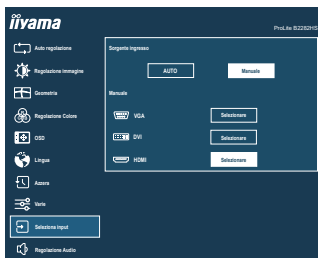 iiyama
ProLite B2282HS
Auto regolazione
Regolazione immagine
Geometria
Regolazione Colore
OSD
Lingua
Azzera
Varie
Seleziona input
Regolazione Audio
Sorgente ingresso
AUTO Manuale
Manuale
VGA Selezionare
DVI Selezionare
HDMI Selezionare